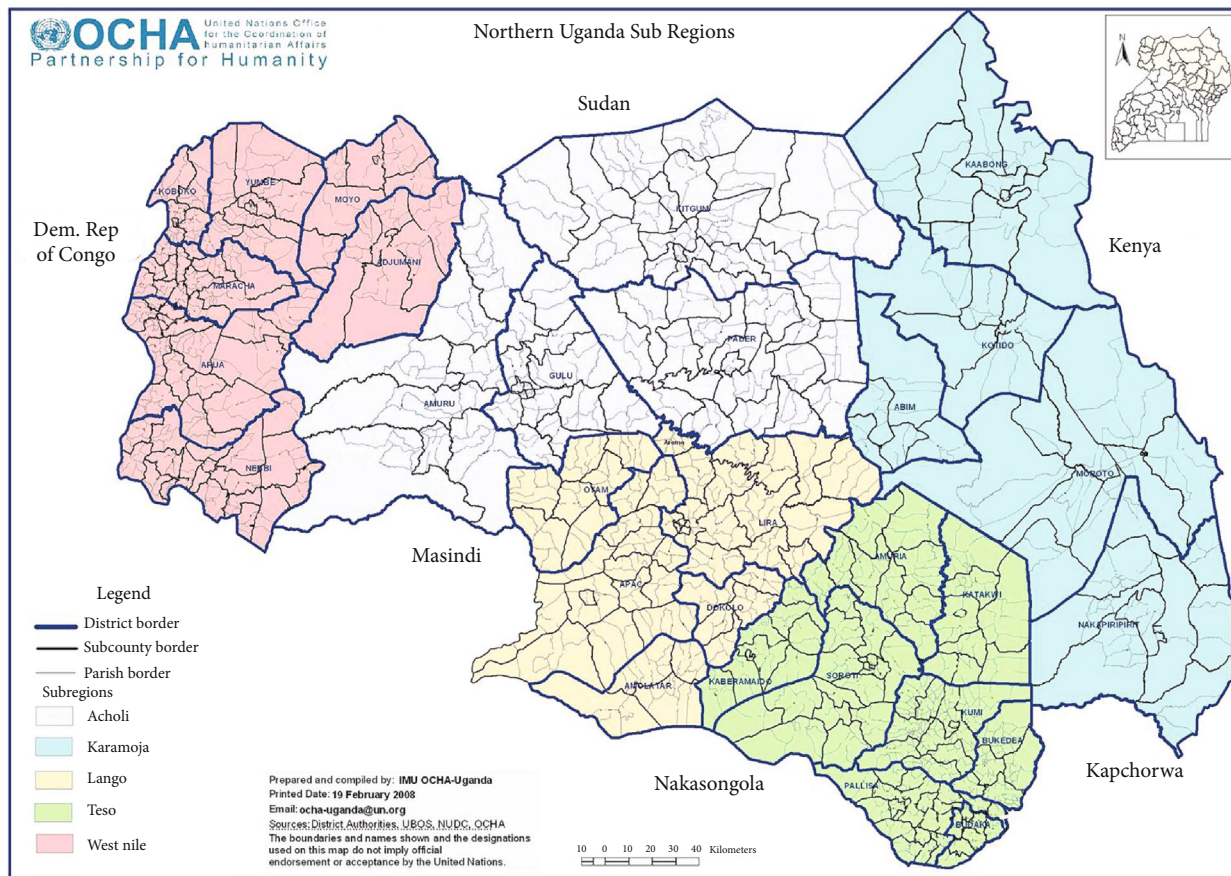 OCHA
United Nations Office
for the Coordination of
humanitarian Affairs
Partnership for Humanity
Northern Uganda Sub Regions
N
Sudan
Dem. Rep
of Congo
Kenya
Masindi
Nakasongola
Kapchorwa
KOBOKO
YUMBE
MOYO
ADJUMANI
MARACHA
ARUA
NEBBI
AMURU
GULU
KITGUM
PADER
KAABONG
KOTIDO
ABIM
MOROTO
NAKAPIRIPIRIT
Aromo
OYAM
LIRA
APAC
DOKOLO
AMOLATAR
AMURIA
KATAKWI
KABERAMAIDO
SOROTI
KUMI
BUKEDEA
PALLISA
BUDAKA
Legend
District border
Subcounty border
Parish border
Subregions
Acholi
Karamoja
Lango
Teso
West nile
Prepared and compiled by: IMU OCHA-Uganda
Printed Date: 19 February 2008
Email: ocha-uganda@un.org
Sources: District Authorities, UBOS, NUDC, OCHA
The boundaries and names shown and the designations
used on this map do not imply official
endorsement or acceptance by the United Nations.
10 0 10 20 30 40 Kilometers